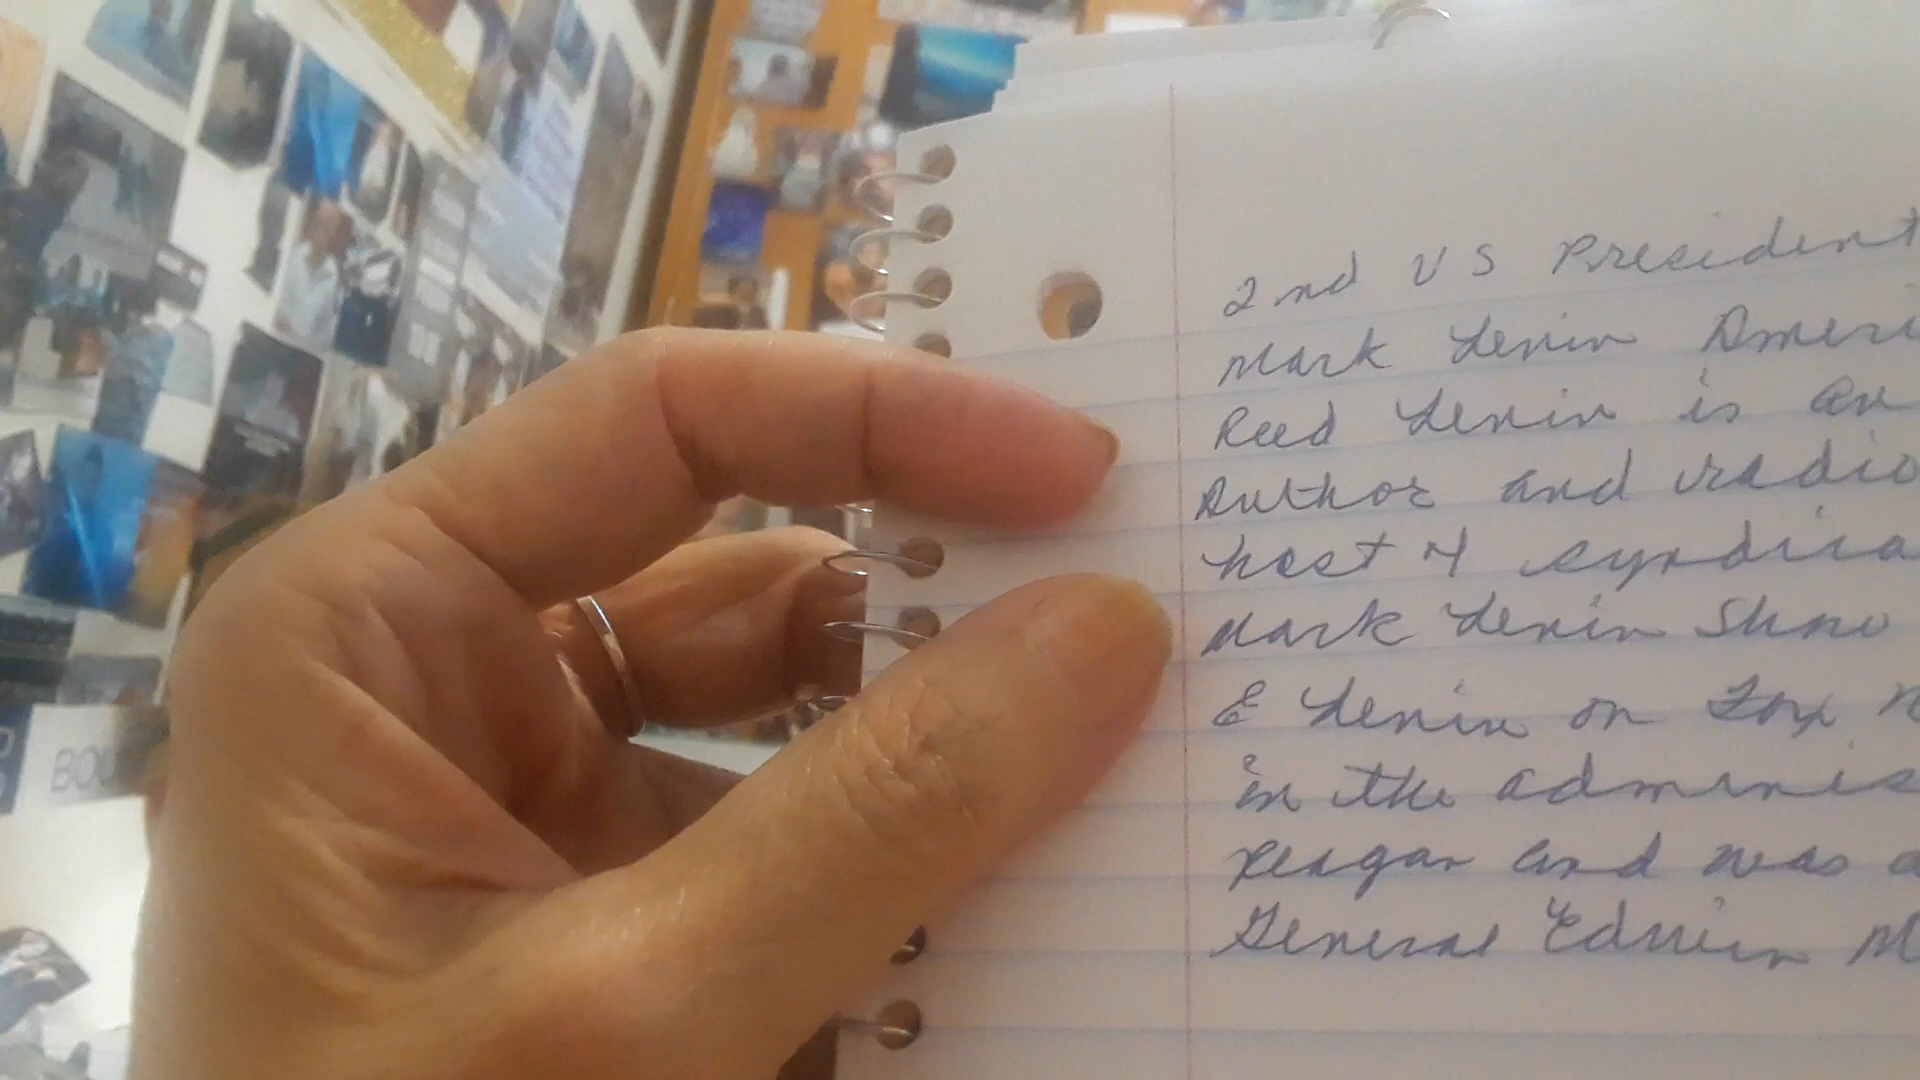 2nd US President
Mark Levin Ameri
Reed Levin is an
Author and radio
host of syndica
Mark Levin Show
& Levin on Fox N
in the adminis
Reagan and was a
General Edwin M
BOO